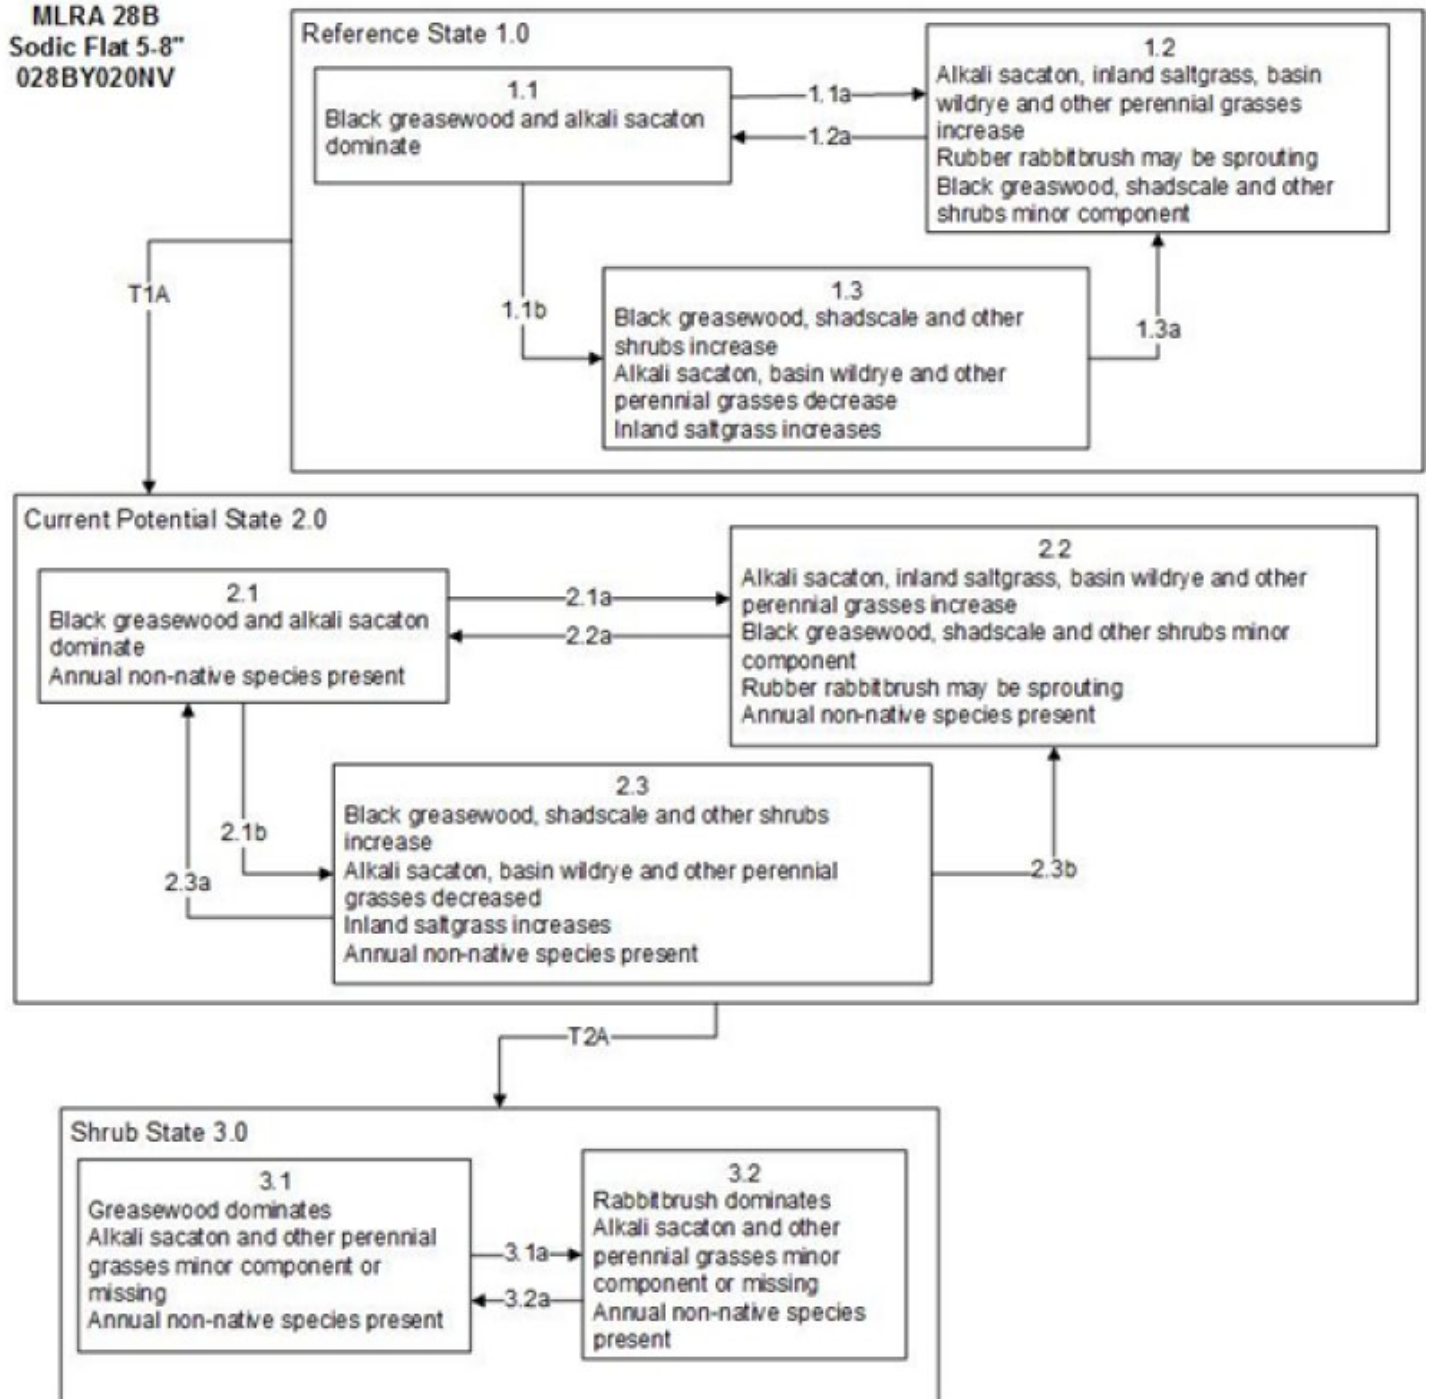 MLRA 28B
Sodic Flat 5-8"
028BY020NV
Reference State 1.0
1.1
Black greasewood and alkali sacaton
dominate
1.1a
1.2a
1.2
Alkali sacaton, inland saltgrass, basin
wildrye and other perennial grasses
increase
Rubber rabbitbrush may be sprouting
Black greaswood, shadscale and other
shrubs minor component
T1A
1.1b
1.3
Black greasewood, shadscale and other
shrubs increase
Alkali sacaton, basin wildrye and other
perennial grasses decrease
Inland saltgrass increases
1.3a
Current Potential State 2.0
2.1
Black greasewood and alkali sacaton
dominate
Annual non-native species present
2.1a
2.2a
2.2
Alkali sacaton, inland saltgrass, basin wildrye and other
perennial grasses increase
Black greasewood, shadscale and other shrubs minor
component
Rubber rabbitbrush may be sprouting
Annual non-native species present
2.1b
2.3a
2.3
Black greasewood, shadscale and other shrubs
increase
Alkali sacaton, basin wildrye and other perennial
grasses decreased
Inland saltgrass increases
Annual non-native species present
2.3b
T2A
Shrub State 3.0
3.1
Greasewood dominates
Alkali sacaton and other perennial
grasses minor component or
missing
Annual non-native species present
3.1a
3.2a
3.2
Rabbitbrush dominates
Alkali sacaton and other
perennial grasses minor
component or missing
Annual non-native species
present